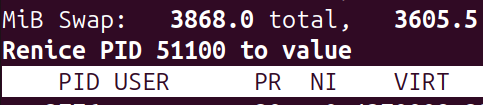 MiB Swap:   3868.0 total,   3605.5
Renice PID 51100 to value
PID USER      PR  NI    VIRT